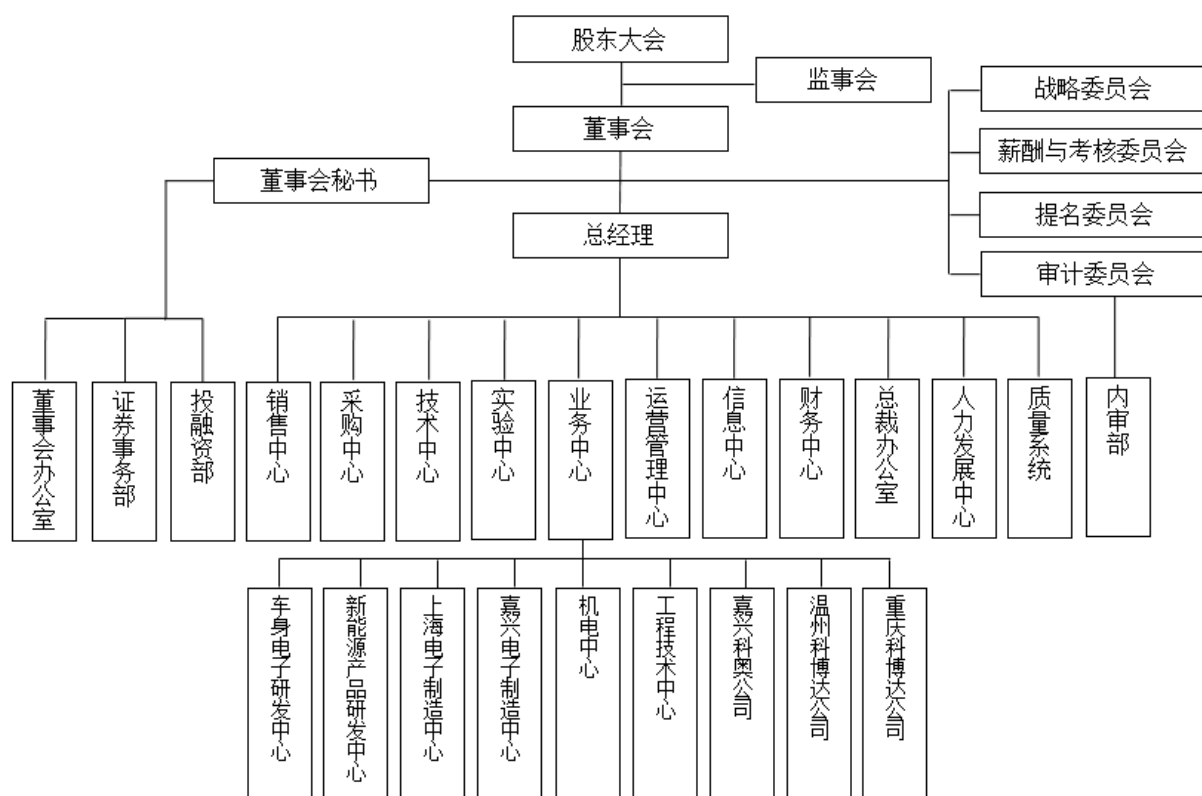 股东大会
监事会
战略委员会
董事会
薪酬与考核委员会
董事会秘书
提名委员会
总经理
审计委员会
董事会办公室
证券事务部
投融资部
销售中心
采购中心
技术中心
实验中心
业务中心
运营管理中心
信息中心
财务中心
总裁办公室
人力发展中心
质量系统
内审部
车身电子研发中心
新能源产品研发中心
上海电子制造中心
嘉兴电子制造中心
机电中心
工程技术中心
嘉兴科奥公司
温州科博达公司
重庆科博达公司